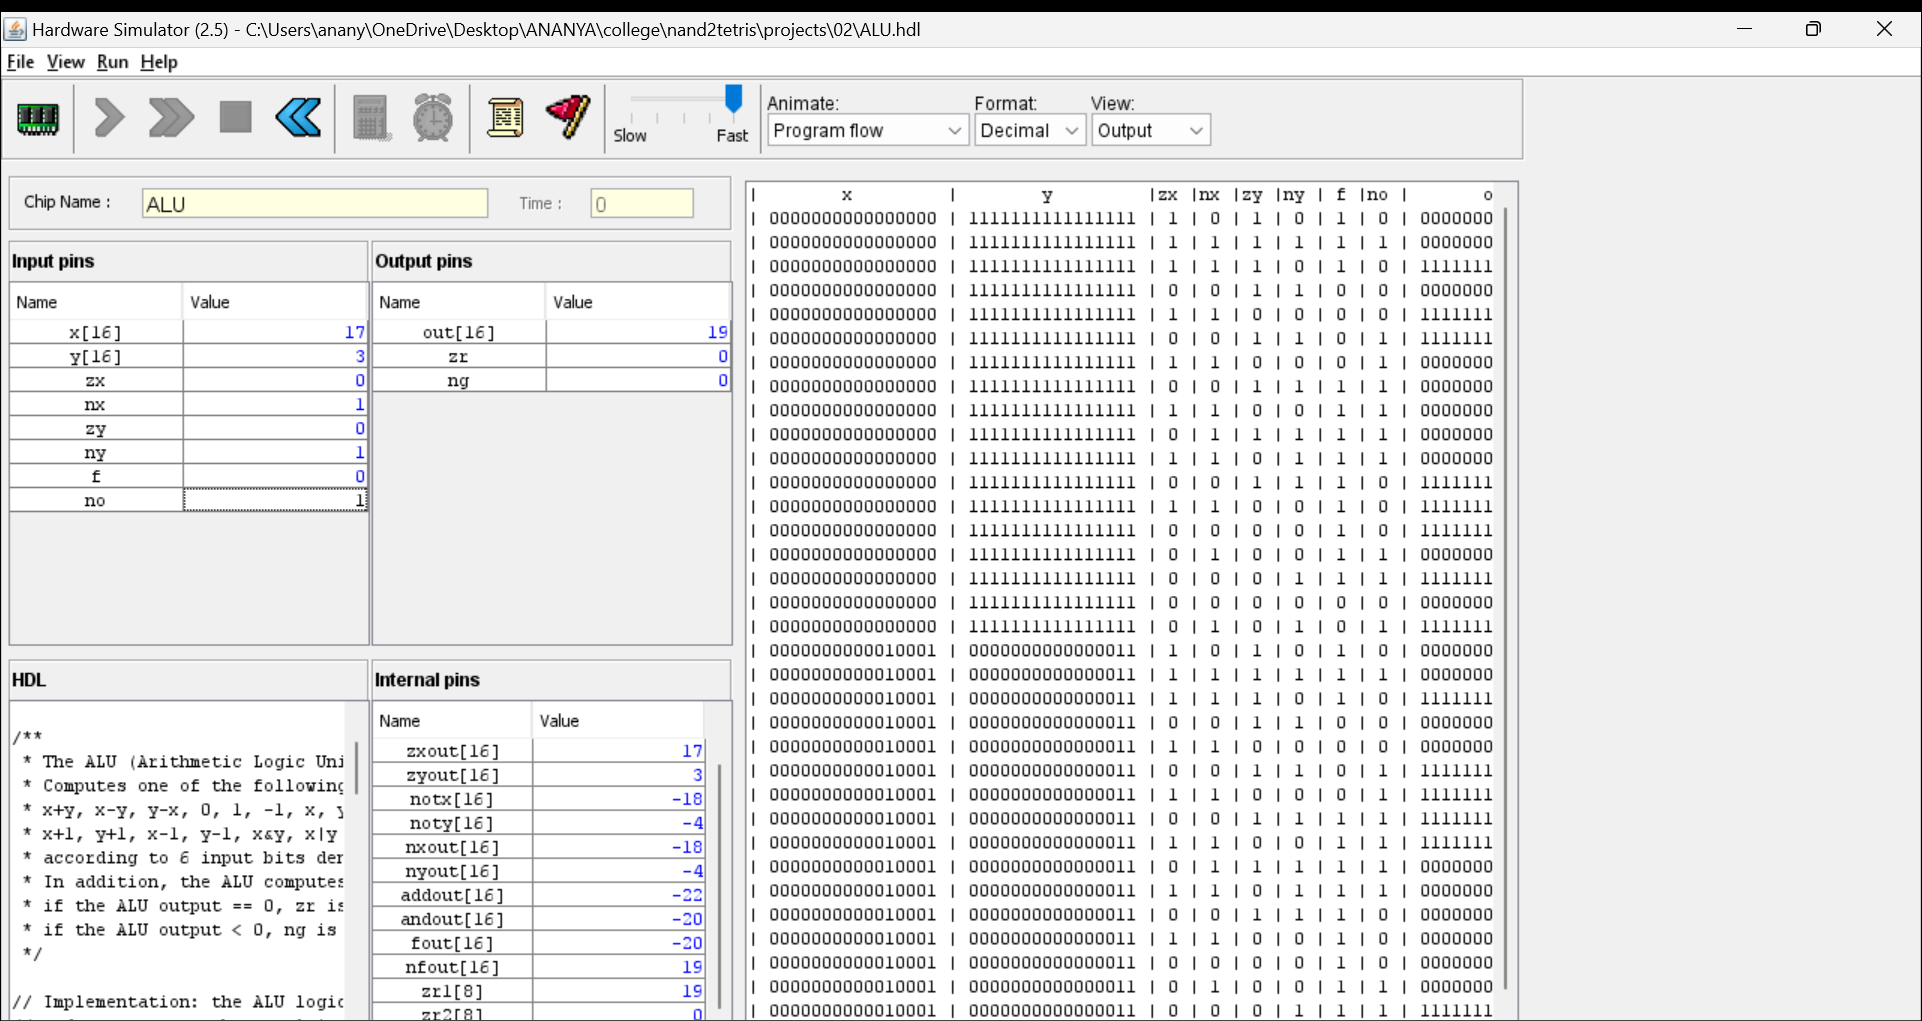 Hardware Simulator (2.5) - C:\Users\anany\OneDrive\Desktop\ANANYA\college\nand2tetris\projects\02\ALU.hdl
File View Run Help
Slow Fast
Animate: Format: View:
Program flow Decimal Output
Chip Name : ALU Time : 0
Input pins
Name Value
x[16] 17
y[16] 3
zx 0
nx 1
zy 0
ny 1
f 0
no 1
Output pins
Name Value
out[16] 19
zr 0
ng 0
HDL
/**
* The ALU (Arithmetic Logic Uni
* Computes one of the following
* x+y, x-y, y-x, 0, 1, -1, x, y
* x+1, y+1, x-1, y-1, x&y, x|y
* according to 6 input bits der
* In addition, the ALU computes
* if the ALU output == 0, zr is
* if the ALU output < 0, ng is
*/
// Implementation: the ALU logic
Internal pins
Name Value
zxout[16] 17
zyout[16] 3
notx[16] -18
noty[16] -4
nxout[16] -18
nyout[16] -4
addout[16] -22
andout[16] -20
fout[16] -20
nfout[16] 19
zr1[8] 19
zr2[8] 0
| x | y |zx |nx |zy |ny | f |no | o
| 0000000000000000 | 1111111111111111 | 1 | 0 | 1 | 0 | 1 | 0 | 0000000
| 0000000000000000 | 1111111111111111 | 1 | 1 | 1 | 1 | 1 | 1 | 0000000
| 0000000000000000 | 1111111111111111 | 1 | 1 | 1 | 0 | 1 | 0 | 1111111
| 0000000000000000 | 1111111111111111 | 0 | 0 | 1 | 1 | 0 | 0 | 0000000
| 0000000000000000 | 1111111111111111 | 1 | 1 | 0 | 0 | 0 | 0 | 1111111
| 0000000000000000 | 1111111111111111 | 0 | 0 | 1 | 1 | 0 | 1 | 1111111
| 0000000000000000 | 1111111111111111 | 1 | 1 | 0 | 0 | 0 | 1 | 0000000
| 0000000000000000 | 1111111111111111 | 0 | 0 | 1 | 1 | 1 | 1 | 0000000
| 0000000000000000 | 1111111111111111 | 1 | 1 | 0 | 0 | 1 | 1 | 0000000
| 0000000000000000 | 1111111111111111 | 0 | 1 | 1 | 1 | 1 | 1 | 0000000
| 0000000000000000 | 1111111111111111 | 1 | 1 | 0 | 1 | 1 | 1 | 0000000
| 0000000000000000 | 1111111111111111 | 0 | 0 | 1 | 1 | 1 | 0 | 1111111
| 0000000000000000 | 1111111111111111 | 1 | 1 | 0 | 0 | 1 | 0 | 1111111
| 0000000000000000 | 1111111111111111 | 0 | 0 | 0 | 0 | 1 | 0 | 1111111
| 0000000000000000 | 1111111111111111 | 0 | 1 | 0 | 0 | 1 | 1 | 0000000
| 0000000000000000 | 1111111111111111 | 0 | 0 | 0 | 1 | 1 | 1 | 1111111
| 0000000000000000 | 1111111111111111 | 0 | 0 | 0 | 0 | 0 | 0 | 0000000
| 0000000000000000 | 1111111111111111 | 0 | 1 | 0 | 1 | 0 | 1 | 1111111
| 0000000000010001 | 0000000000000011 | 1 | 0 | 1 | 0 | 1 | 0 | 0000000
| 0000000000010001 | 0000000000000011 | 1 | 1 | 1 | 1 | 1 | 1 | 0000000
| 0000000000010001 | 0000000000000011 | 1 | 1 | 1 | 0 | 1 | 0 | 1111111
| 0000000000010001 | 0000000000000011 | 0 | 0 | 1 | 1 | 0 | 0 | 0000000
| 0000000000010001 | 0000000000000011 | 1 | 1 | 0 | 0 | 0 | 0 | 0000000
| 0000000000010001 | 0000000000000011 | 0 | 0 | 1 | 1 | 0 | 1 | 1111111
| 0000000000010001 | 0000000000000011 | 1 | 1 | 0 | 0 | 0 | 1 | 1111111
| 0000000000010001 | 0000000000000011 | 0 | 0 | 1 | 1 | 1 | 1 | 1111111
| 0000000000010001 | 0000000000000011 | 1 | 1 | 0 | 0 | 1 | 1 | 1111111
| 0000000000010001 | 0000000000000011 | 0 | 1 | 1 | 1 | 1 | 1 | 0000000
| 0000000000010001 | 0000000000000011 | 1 | 1 | 0 | 1 | 1 | 1 | 0000000
| 0000000000010001 | 0000000000000011 | 0 | 0 | 1 | 1 | 1 | 0 | 0000000
| 0000000000010001 | 0000000000000011 | 1 | 1 | 0 | 0 | 1 | 0 | 0000000
| 0000000000010001 | 0000000000000011 | 0 | 0 | 0 | 0 | 1 | 0 | 0000000
| 0000000000010001 | 0000000000000011 | 0 | 1 | 0 | 0 | 1 | 1 | 0000000
| 0000000000010001 | 0000000000000011 | 0 | 0 | 0 | 1 | 1 | 1 | 1111111